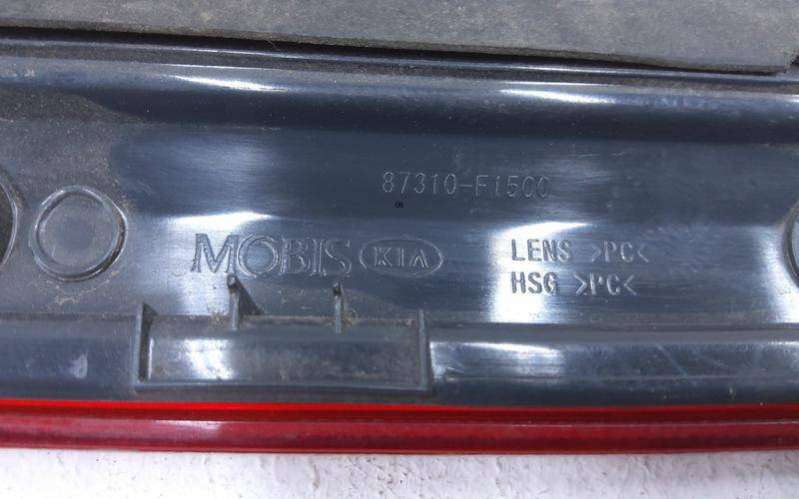 87310-F1500
MOBIS KIA
LENS >PC<
HSG >PC<